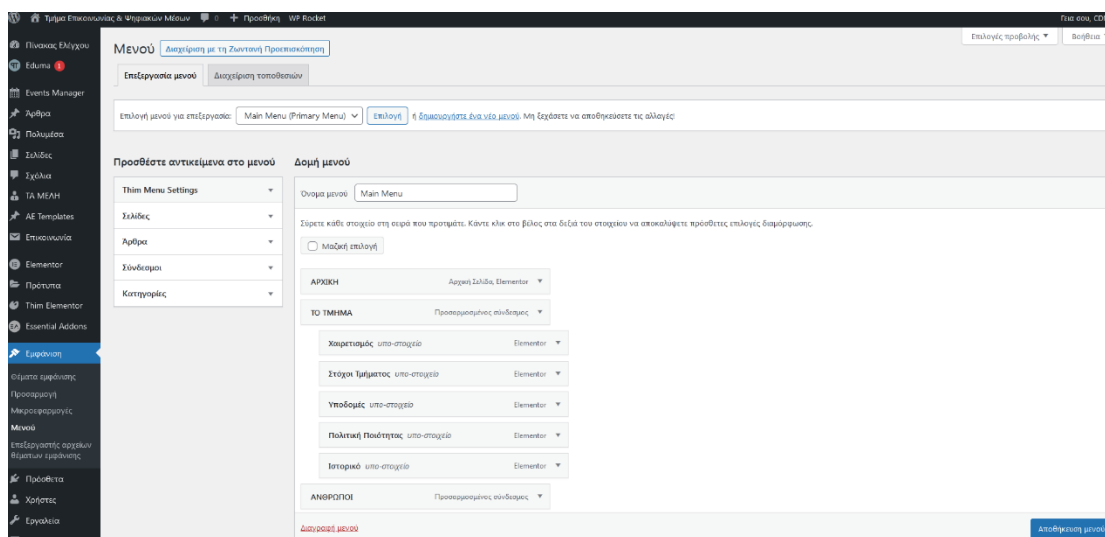 Τμήμα Επικοινωνίας & Ψηφιακών Μέσων 0 + Προσθήκη WP Rocket Γεια σου, CD
Πίνακας Ελέγχου
Eduma 1
Events Manager
Άρθρα
Πολυμέσα
Σελίδες
Σχόλια
ΤΑ ΜΕΛΗ
AE Templates
Επικοινωνία
Elementor
Πρότυπα
Thim Elementor
Essential Addons
Εμφάνιση
Θέματα εμφάνισης
Προσαρμογή
Μικροεφαρμογές
Μενού
Επεξεργαστής αρχείων
θέματων εμφάνισης
Πρόσθετα
Χρήστες
Εργαλεία
Επιλογές προβολής Βοήθεια
Μενού Διαχείριση με τη Ζωντανή Προεπισκόπηση
Επεξεργασία μενού Διαχείριση τοποθεσιών
Επιλογή μενού για επεξεργασία: Main Menu (Primary Menu) Επιλογή ή δημιουργήστε ένα νέο μενού. Μη ξεχάσετε να αποθηκεύσετε τις αλλαγές!
Προσθέστε αντικείμενα στο μενού
Thim Menu Settings
Σελίδες
Άρθρα
Σύνδεσμοι
Κατηγορίες
Δομή μενού
Όνομα μενού Main Menu
Σύρετε κάθε στοιχείο στη σειρά που προτιμάτε. Κάντε κλικ στο βέλος στα δεξιά του στοιχείου να αποκαλύψετε πρόσθετες επιλογές διαμόρφωσης.
Μαζική επιλογή
ΑΡΧΙΚΗ Αρχική Σελίδα, Elementor
ΤΟ ΤΜΗΜΑ Προσαρμοσμένος σύνδεσμος
Χαιρετισμός υπο-στοιχείο Elementor
Στόχοι Τμήματος υπο-στοιχείο Elementor
Υποδομές υπο-στοιχείο Elementor
Πολιτική Ποιότητας υπο-στοιχείο Elementor
Ιστορικό υπο-στοιχείο Elementor
ΑΝΘΡΩΠΟΙ Προσαρμοσμένος σύνδεσμος
Διαγραφή μενού Αποθήκευση μενού